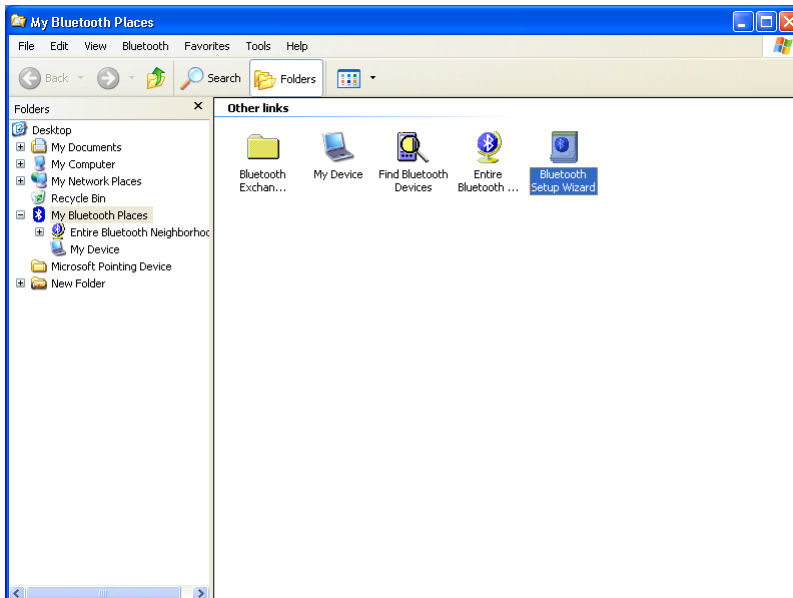 My Bluetooth Places
File Edit View Bluetooth Favorites Tools Help
Back Search Folders
Folders
Desktop
My Documents
My Computer
My Network Places
Recycle Bin
My Bluetooth Places
Entire Bluetooth Neighborhoo
My Device
Microsoft Pointing Device
New Folder
Other links
Bluetooth
Exchan...
My Device
Find Bluetooth
Devices
Entire
Bluetooth ...
Bluetooth
Setup Wizard